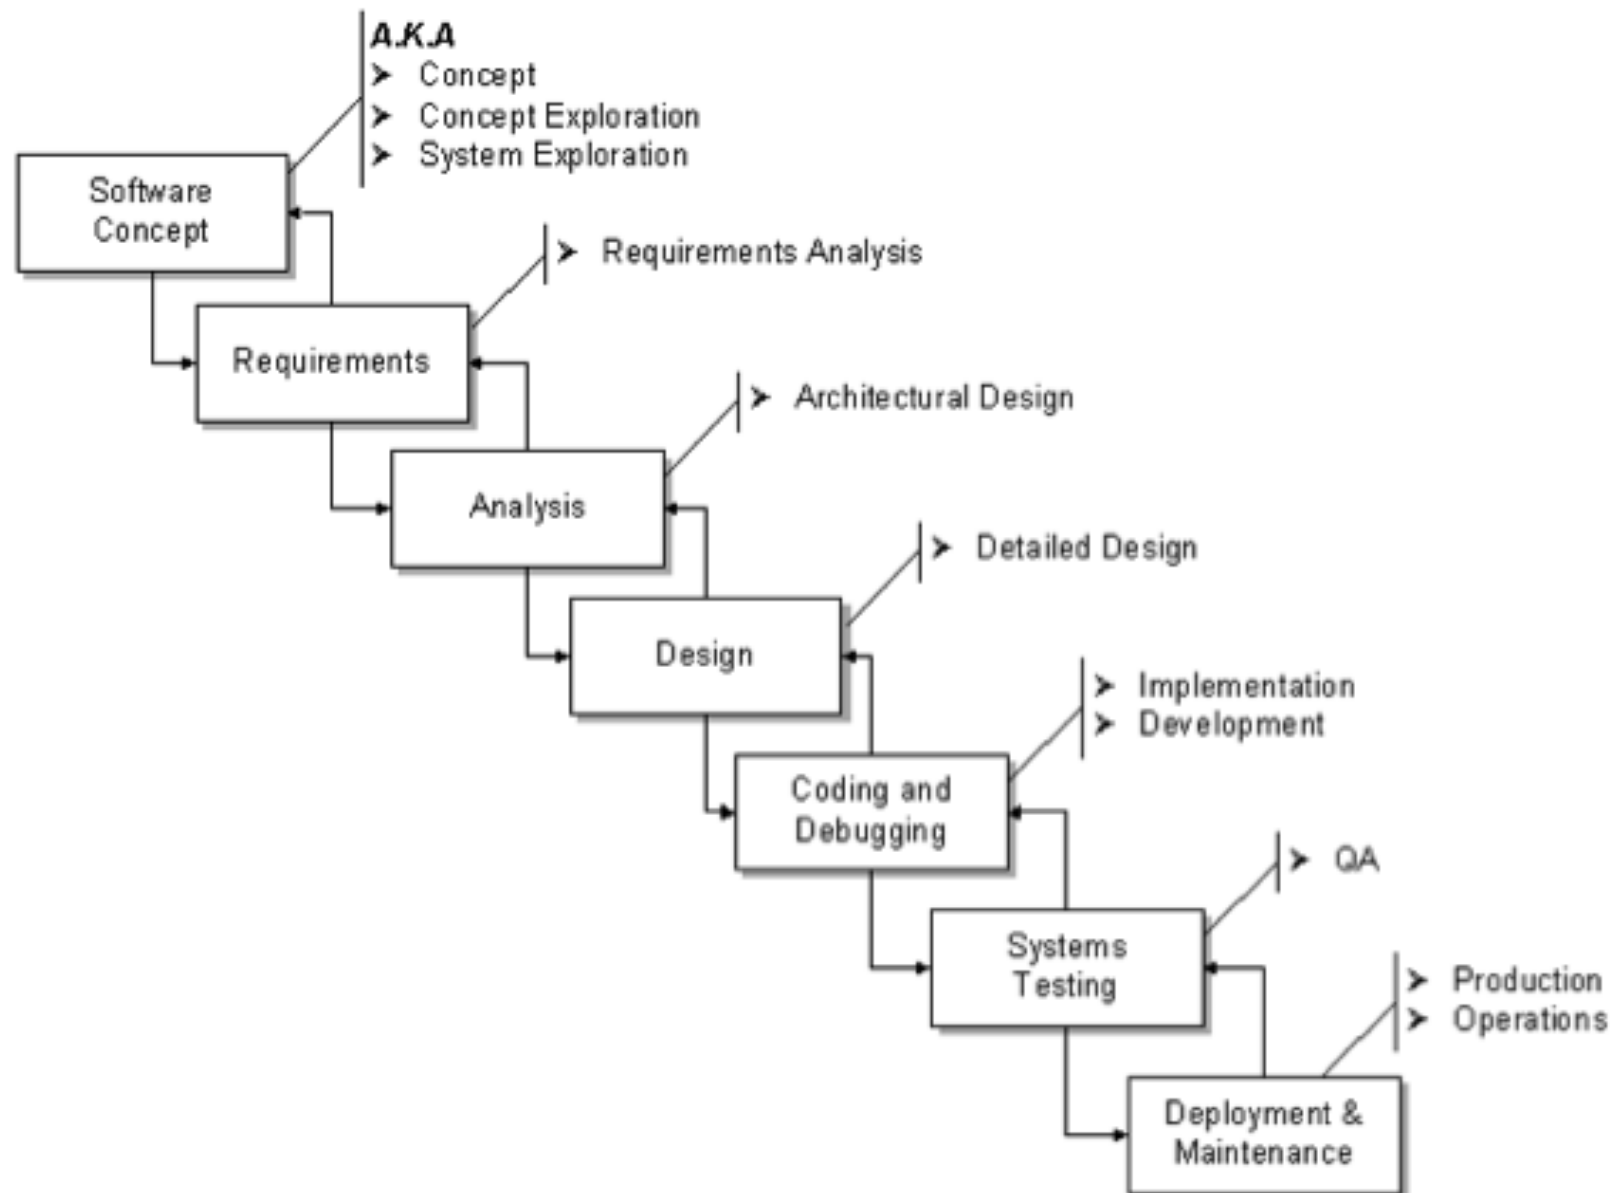 A.K.A
➤ Concept
➤ Concept Exploration
➤ System Exploration
Software
Concept
➤ Requirements Analysis
Requirements
➤ Architectural Design
Analysis
➤ Detailed Design
Design
➤ Implementation
➤ Development
Coding and
Debugging
➤ QA
Systems
Testing
➤ Production
➤ Operations
Deployment &
Maintenance